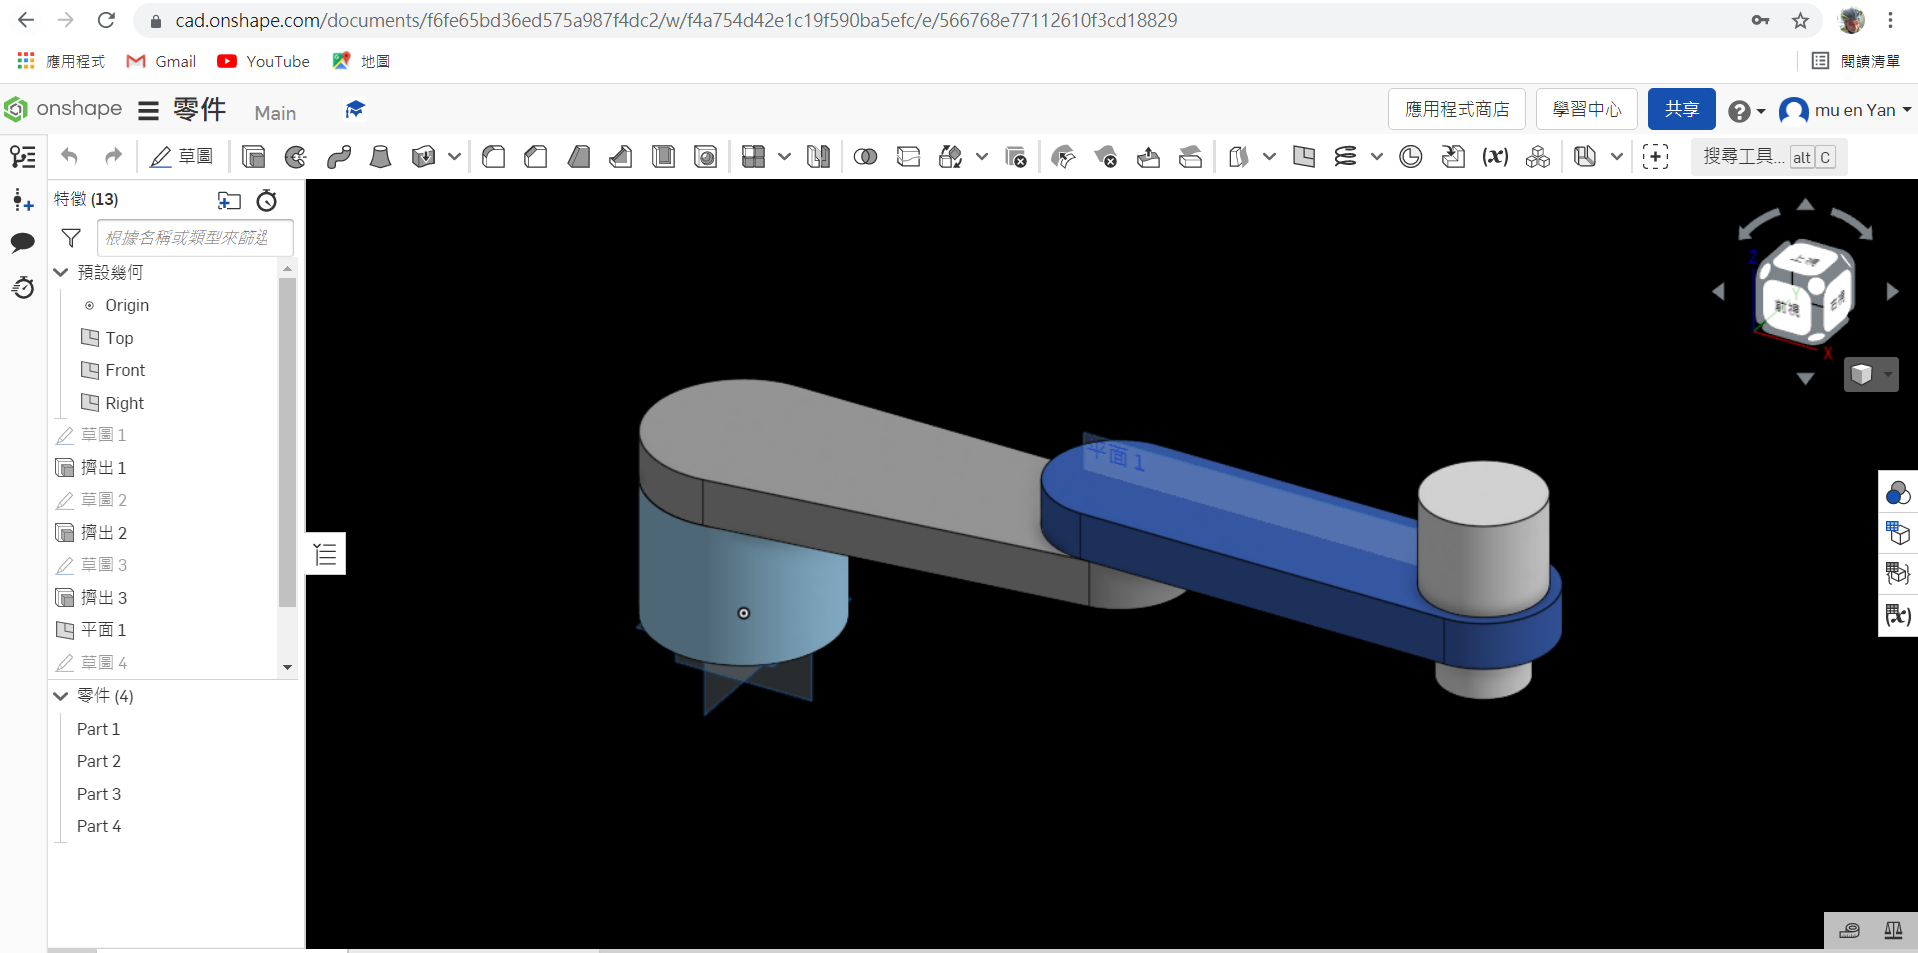 cad.onshape.com/documents/f6fe65bd36ed575a987f4dc2/w/f4a754d42e1c19f590ba5efc/e/566768e77112610f3cd18829
應用程式 Gmail YouTube 地圖 閱讀清單
onshape 零件 Main 應用程式商店 學習中心 共享 mu en Yan
草圖 (x) 搜尋工具... alt C
特徵 (13)
根據名稱或類型來篩選
預設幾何
Origin
Top
Front
Right
草圖 1
擠出 1
草圖 2
擠出 2
草圖 3
擠出 3
平面 1
草圖 4
零件 (4)
Part 1
Part 2
Part 3
Part 4
平面 1
Z
上視
Y
前視
右視
X
(x)